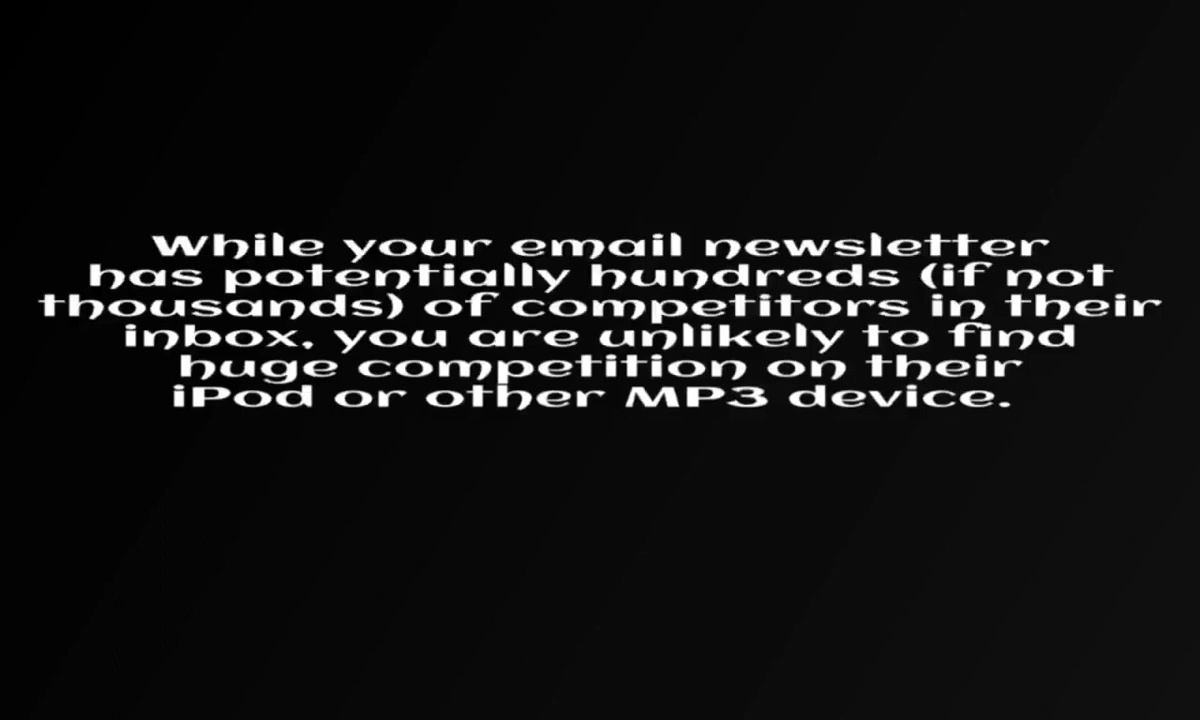 While your email newsletter
has potentially hundreds (if not
thousands) of competitors in their
inbox, you are unlikely to find
huge competition on their
iPod or other MP3 device.